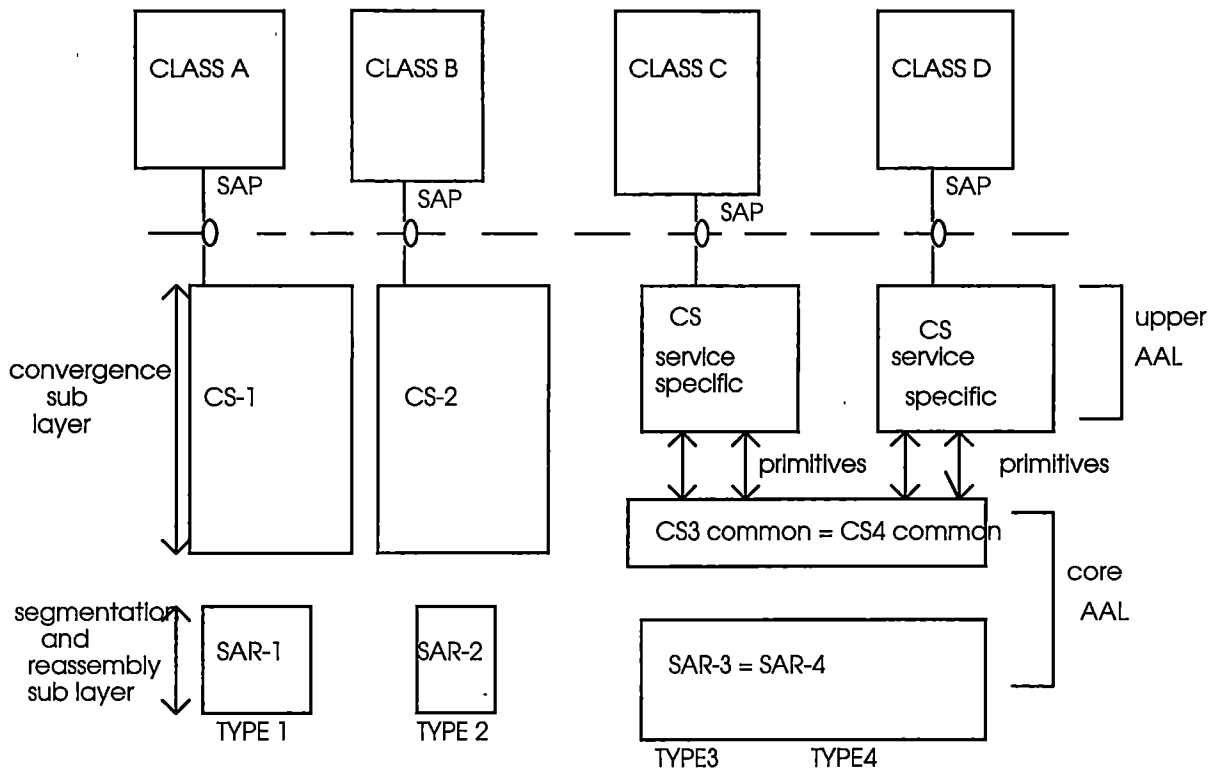 CLASS A
CLASS B
CLASS C
CLASS D
SAP
SAP
SAP
SAP
convergence
sub
layer
CS-1
CS-2
CS
service
specific
CS
service
specific
upper
AAL
primitives
primitives
CS3 common = CS4 common
core
AAL
segmentation
and
reassembly
sub layer
SAR-1
SAR-2
SAR-3 = SAR-4
TYPE 1
TYPE 2
TYPE3
TYPE4